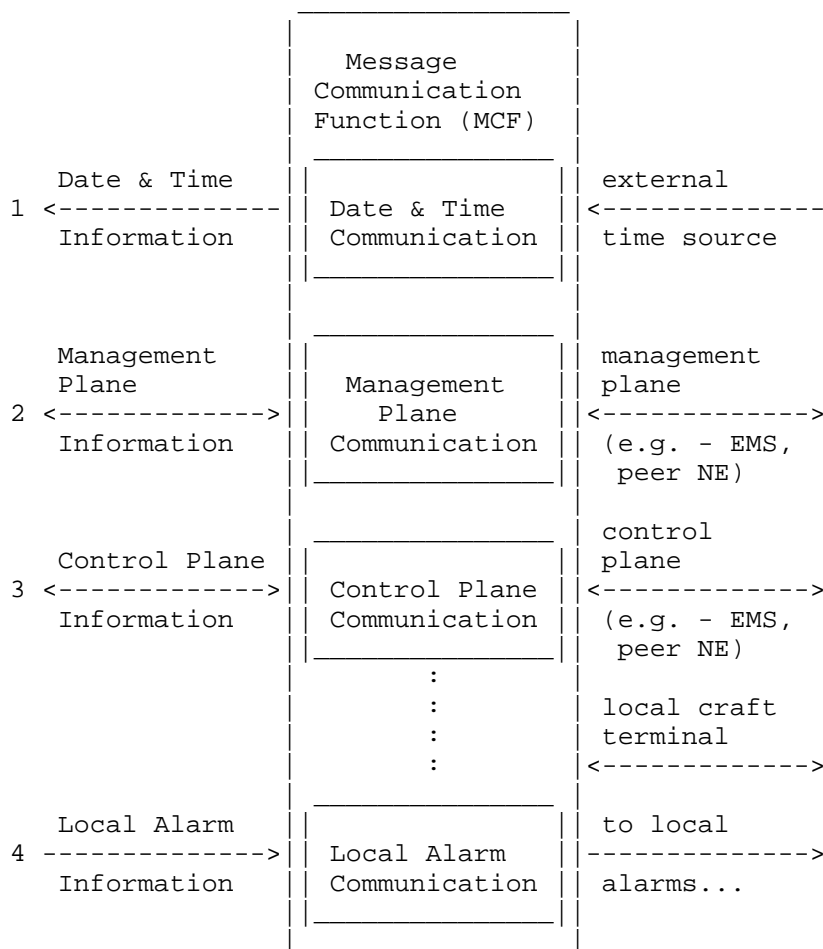 Message
Communication
Function (MCF)
Date & Time external
1 <-------------- Date & Time <--------------
Information Communication time source
Management management
Plane Management plane
2 <-------------> Plane <------------->
Information Communication (e.g. - EMS,
peer NE)
control
Control Plane plane
3 <-------------> Control Plane <------------->
Information Communication (e.g. - EMS,
peer NE)
:
: local craft
: terminal
: <------------->
Local Alarm to local
4 --------------> Local Alarm -------------->
Information Communication alarms...